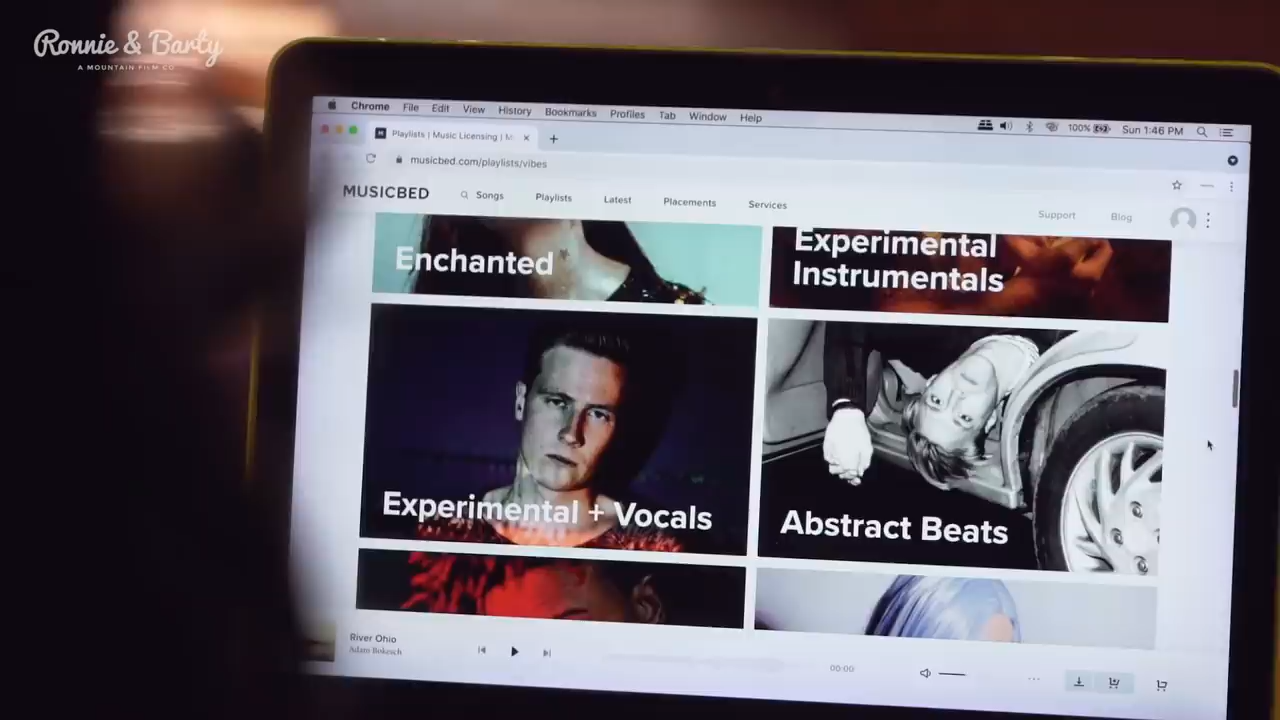 Ronnie & Barty
A MOUNTAIN FILM CO.
Chrome File Edit View History Bookmarks Profiles Tab Window Help 100% Sun 1:46 PM
Playlists | Music Licensing | M
musicbed.com/playlists/vibes
MUSICBED Songs Playlists Latest Placements Services Support Blog
Enchanted
Experimental
Instrumentals
Experimental + Vocals
Abstract Beats
River Ohio
Adam Bokesch
00:00